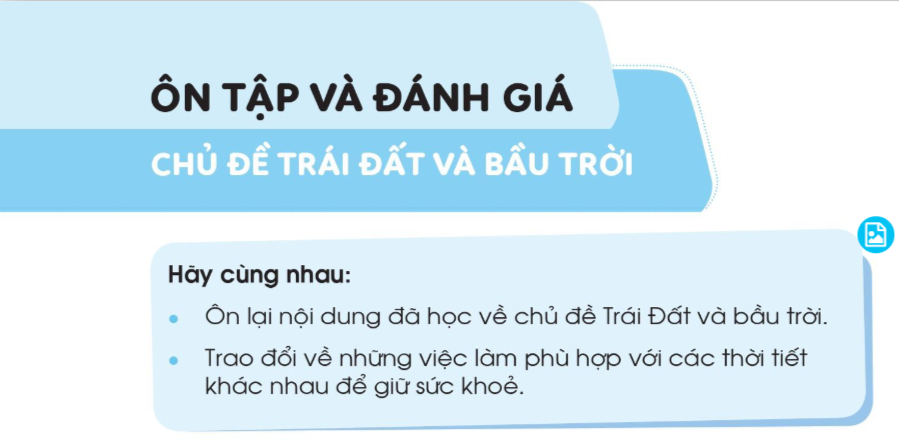 ÔN TẬP VÀ ĐÁNH GIÁ
CHỦ ĐỀ TRÁI ĐẤT VÀ BẦU TRỜI
Hãy cùng nhau:
• Ôn lại nội dung đã học về chủ đề Trái Đất và bầu trời.
• Trao đổi về những việc làm phù hợp với các thời tiết
khác nhau để giữ sức khoẻ.